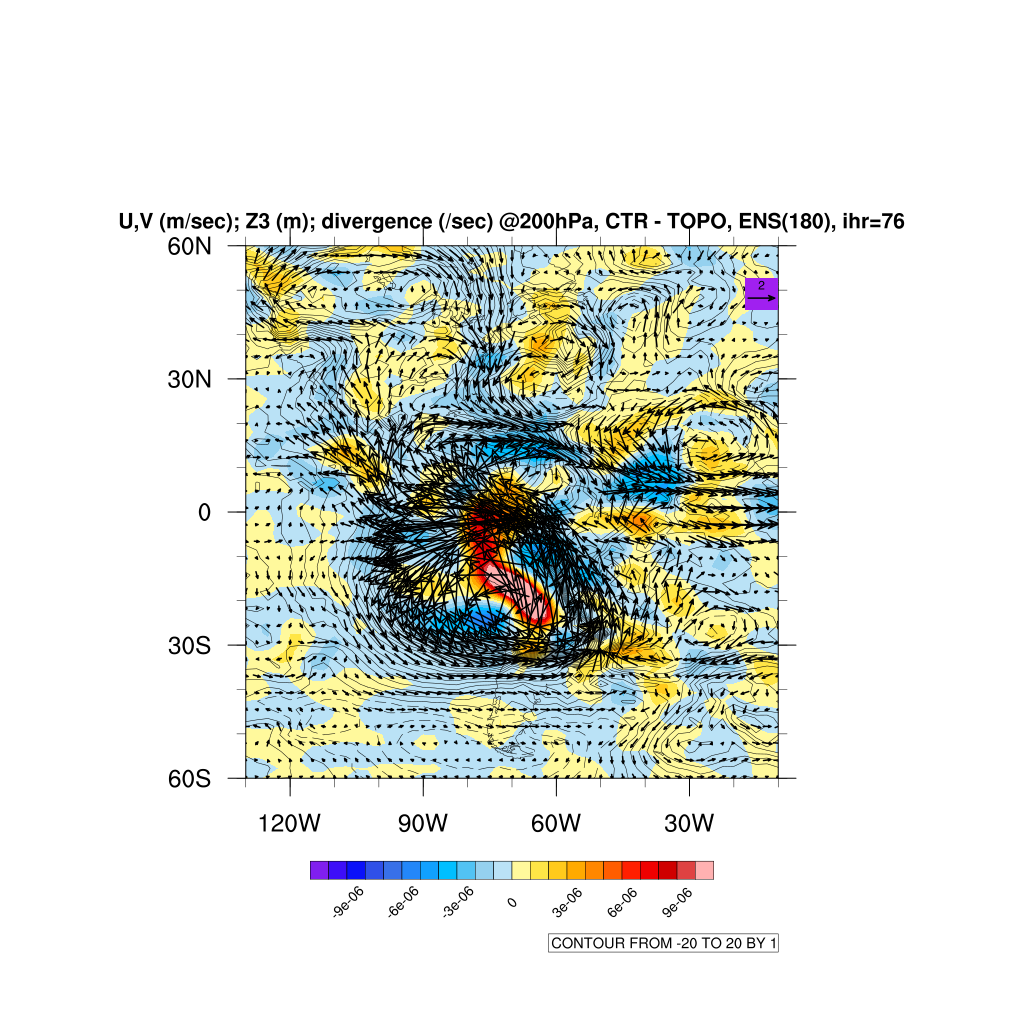 U,V (m/sec); Z3 (m); divergence (/sec) @200hPa, CTR - TOPO, ENS(180), ihr=76
60N
2
30N
0
30S
60S
120W 90W 60W 30W
-9e-06 -6e-06 -3e-06 0 3e-06 6e-06 9e-06
CONTOUR FROM -20 TO 20 BY 1